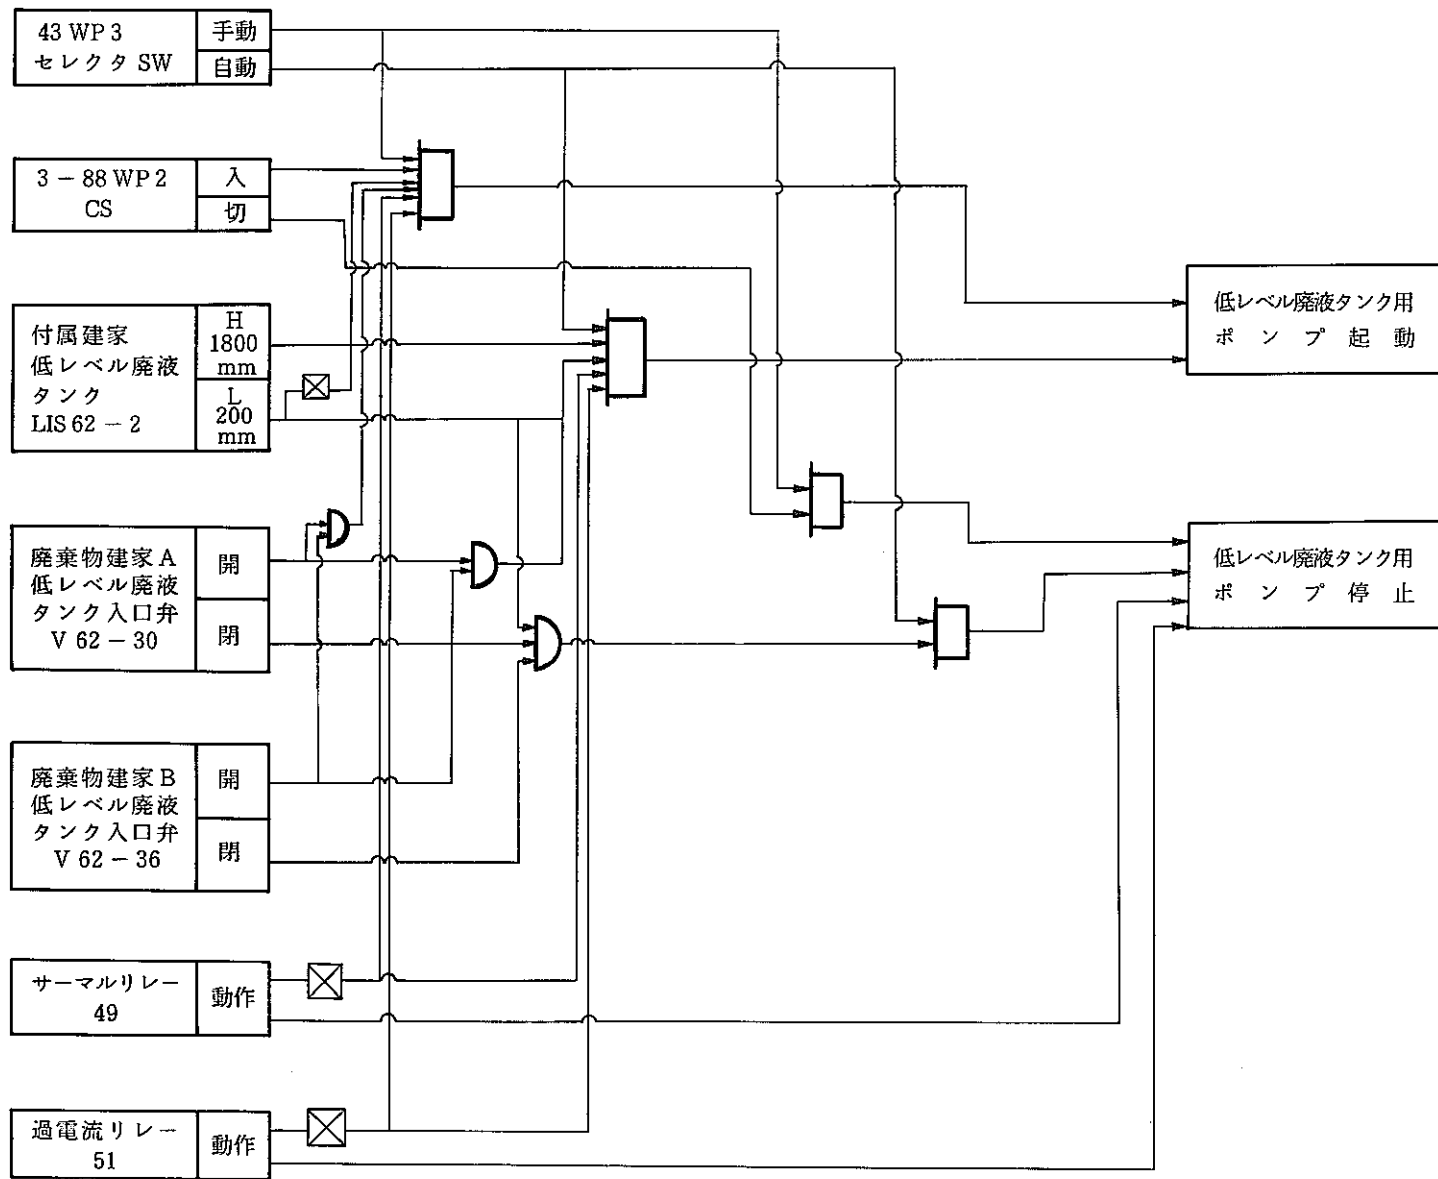 43 WP 3
セレクタ SW
手動
自動
3 － 88 WP 2
CS
入
切
付属建家
低レベル廃液
タンク
LIS 62 － 2
H
1800
mm
L
200
mm
廃棄物建家 A
低レベル廃液
タンク入口弁
V 62 － 30
開
閉
廃棄物建家 B
低レベル廃液
タンク入口弁
V 62 － 36
開
閉
サーマルリレー
49
動作
過電流リレー
51
動作
低レベル廃液タンク用
ポンプ起動
低レベル廃液タンク用
ポンプ停止